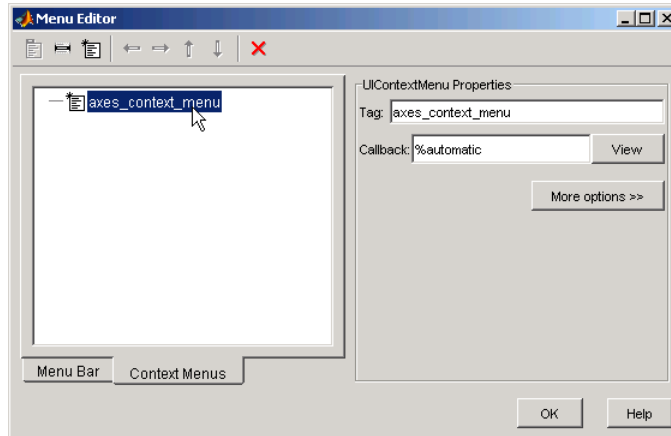 Menu Editor
axes_context_menu
UIContextMenu Properties
Tag: axes_context_menu
Callback: %automatic View
More options >>
Menu Bar Context Menus
OK Help